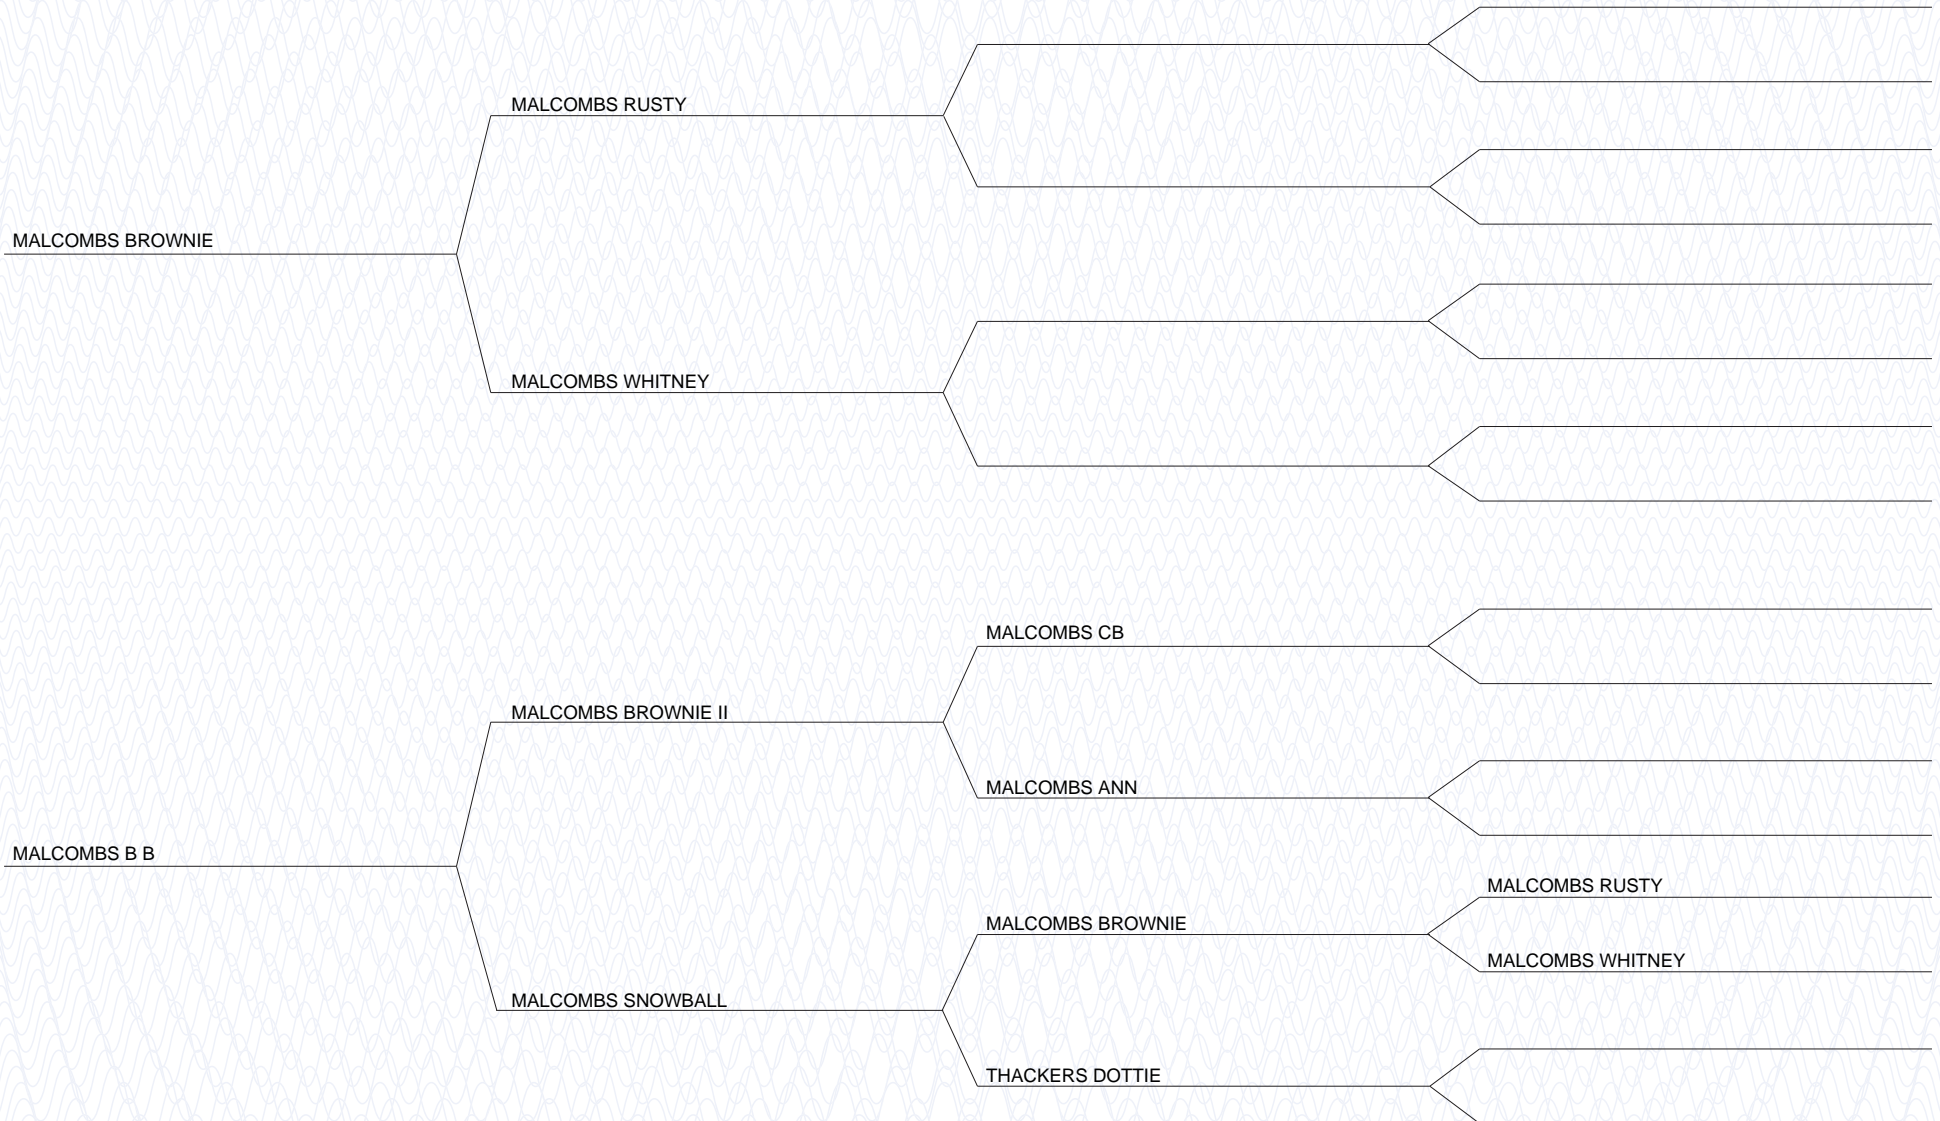 MALCOMBS RUSTY
MALCOMBS BROWNIE
MALCOMBS WHITNEY
MALCOMBS CB
MALCOMBS BROWNIE II
MALCOMBS ANN
MALCOMBS B B
MALCOMBS RUSTY
MALCOMBS BROWNIE
MALCOMBS WHITNEY
MALCOMBS SNOWBALL
THACKERS DOTTIE